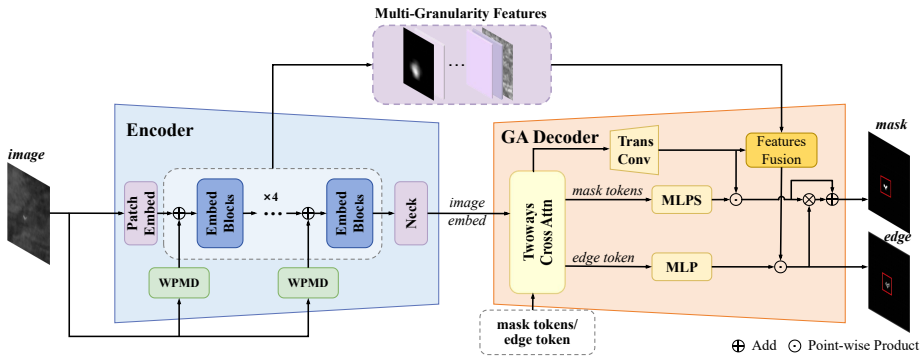 Multi-Granularity Features
Encoder
image
Patch
Embed
Embed
Blocks
×4
Embed
Blocks
Neck
WPMD
WPMD
image
embed
GA Decoder
Trans
Conv
Features
Fusion
Twoways
Cross Attn
mask tokens
MLPS
edge token
MLP
mask tokens/
edge token
mask
edge
Add
Point-wise Product